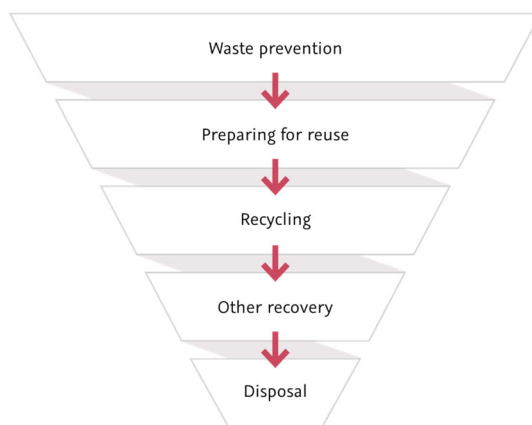 Waste prevention
Preparing for reuse
Recycling
Other recovery
Disposal